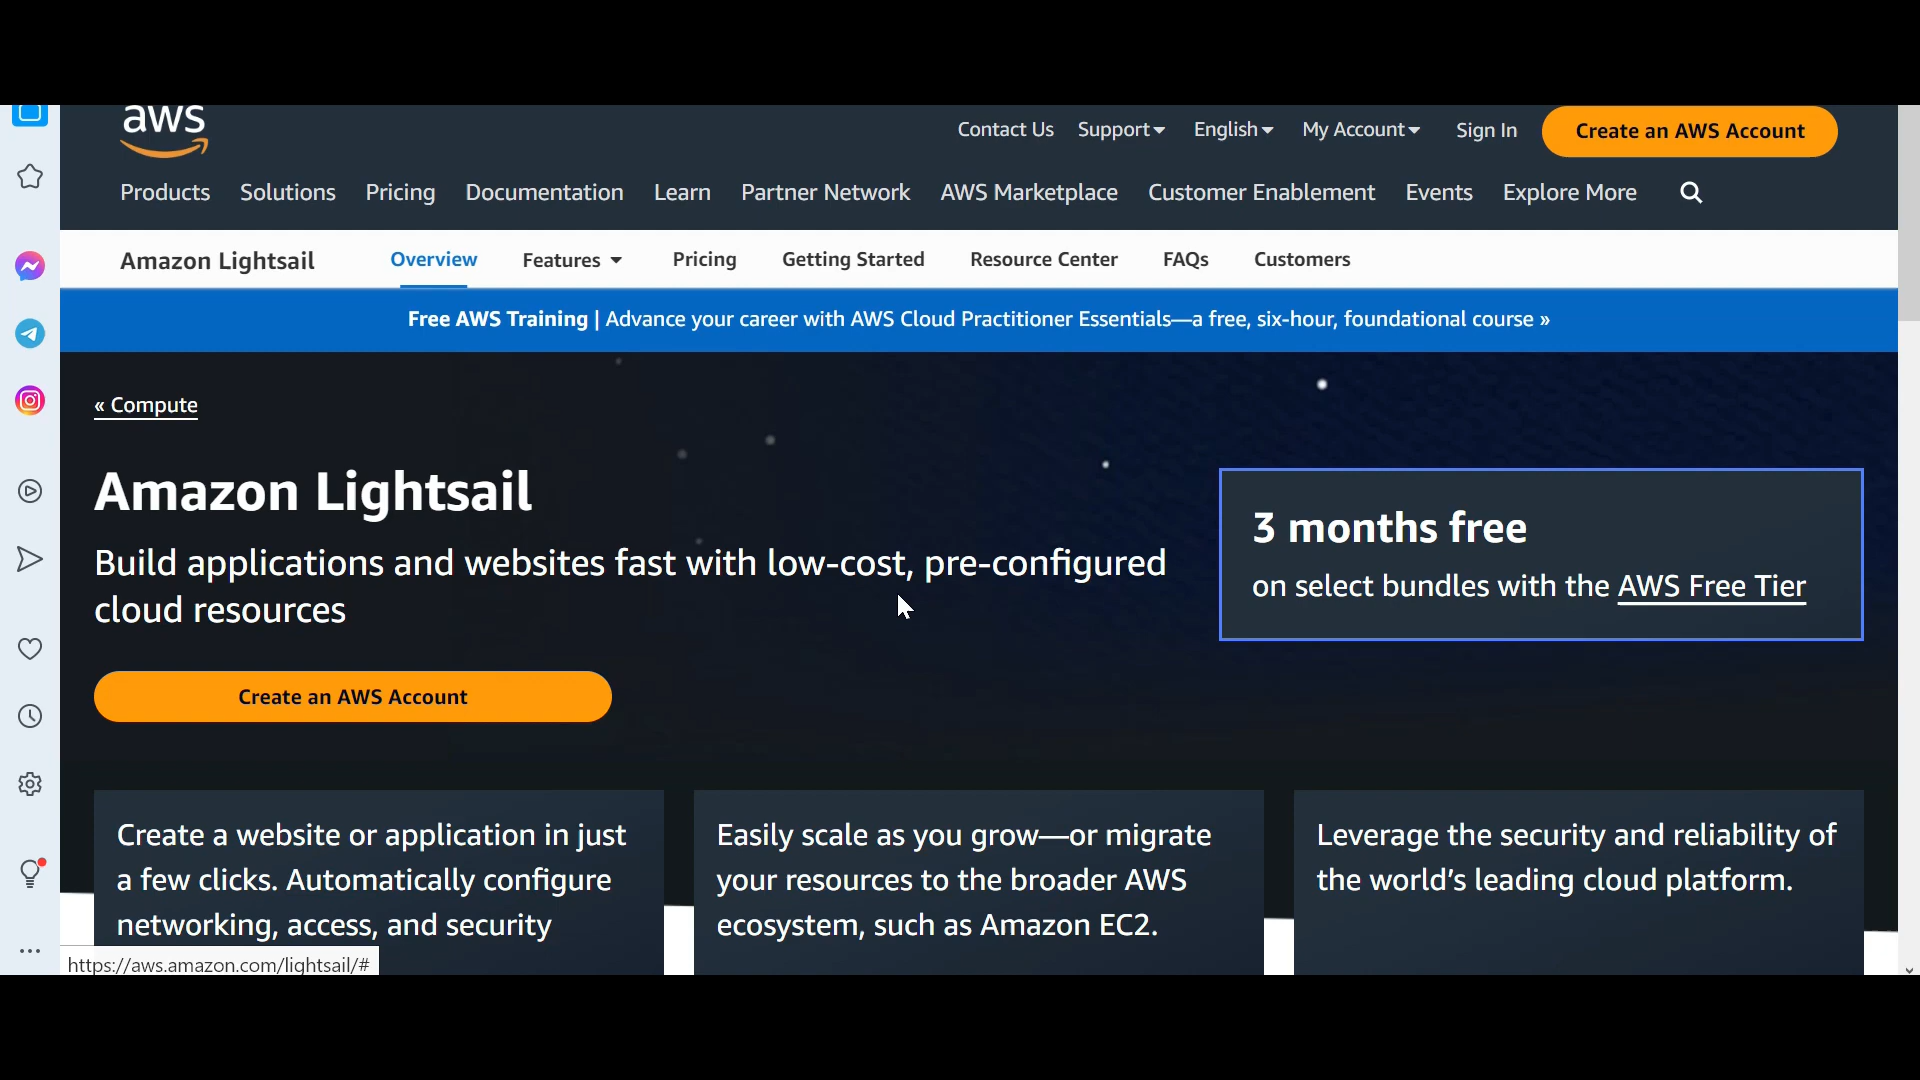 aws
Contact Us Support English My Account Sign In Create an AWS Account
Products Solutions Pricing Documentation Learn Partner Network AWS Marketplace Customer Enablement Events Explore More
Amazon Lightsail Overview Features Pricing Getting Started Resource Center FAQs Customers
Free AWS Training | Advance your career with AWS Cloud Practitioner Essentials—a free, six-hour, foundational course »
« Compute
Amazon Lightsail
Build applications and websites fast with low-cost, pre-configured
cloud resources
Create an AWS Account
3 months free
on select bundles with the AWS Free Tier
Create a website or application in just
a few clicks. Automatically configure
networking, access, and security
Easily scale as you grow—or migrate
your resources to the broader AWS
ecosystem, such as Amazon EC2.
Leverage the security and reliability of
the world's leading cloud platform.
https://aws.amazon.com/lightsail/#